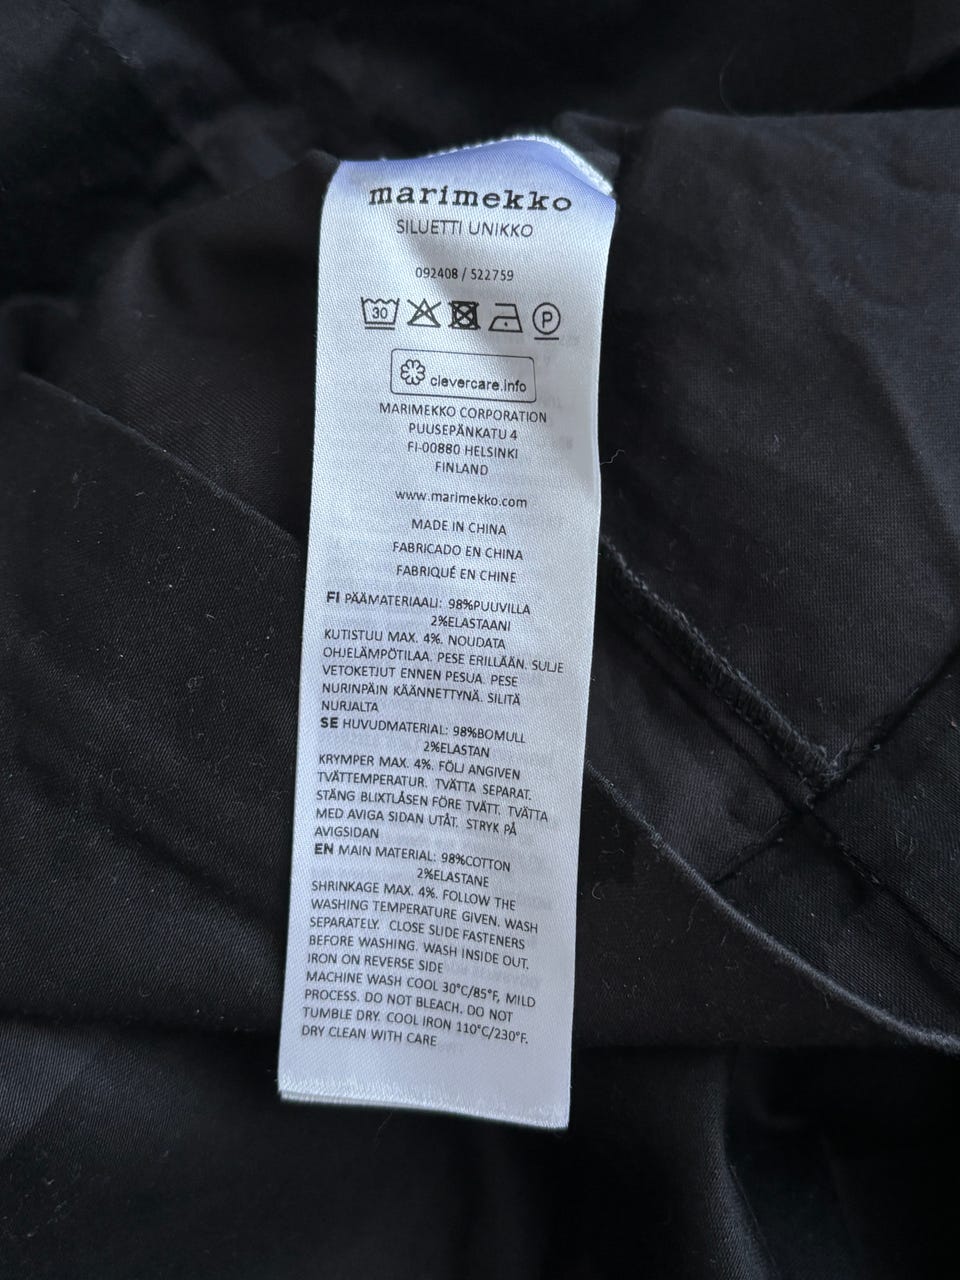 marimekko
SILUETTI UNIKKO
092408 / 522759
30 P
clevercare.info
MARIMEKKO CORPORATION
PUUSEPÄNKATU 4
FI-00880 HELSINKI
FINLAND
www.marimekko.com
MADE IN CHINA
FABRICADO EN CHINA
FABRIQUÉ EN CHINE
FI PÄÄMATERIAALI: 98%PUUVILLA
2%ELASTAANI
KUTISTUU MAX. 4%. NOUDATA
OHJELÄMPÖTILAA. PESE ERILLÄÄN. SULJE
VETOKETJUT ENNEN PESUA. PESE
NURINPÄIN KÄÄNNETTYNÄ. SILITÄ
NURJALTA
SE HUVUDMATERIAL: 98%BOMULL
2%ELASTAN
KRYMPER MAX. 4%. FÖLJ ANGIVEN
TVÄTTEMPERATUR. TVÄTTA SEPARAT.
STÄNG BLIXTLÅSEN FÖRE TVÄTT. TVÄTTA
MED AVIGA SIDAN UTÅT. STRYK PÅ
AVIGSIDAN
EN MAIN MATERIAL: 98%COTTON
2%ELASTANE
SHRINKAGE MAX. 4%. FOLLOW THE
WASHING TEMPERATURE GIVEN. WASH
SEPARATELY. CLOSE SLIDE FASTENERS
BEFORE WASHING. WASH INSIDE OUT.
IRON ON REVERSE SIDE
MACHINE WASH COOL 30°C/85°F, MILD
PROCESS. DO NOT BLEACH. DO NOT
TUMBLE DRY. COOL IRON 110°C/230°F.
DRY CLEAN WITH CARE